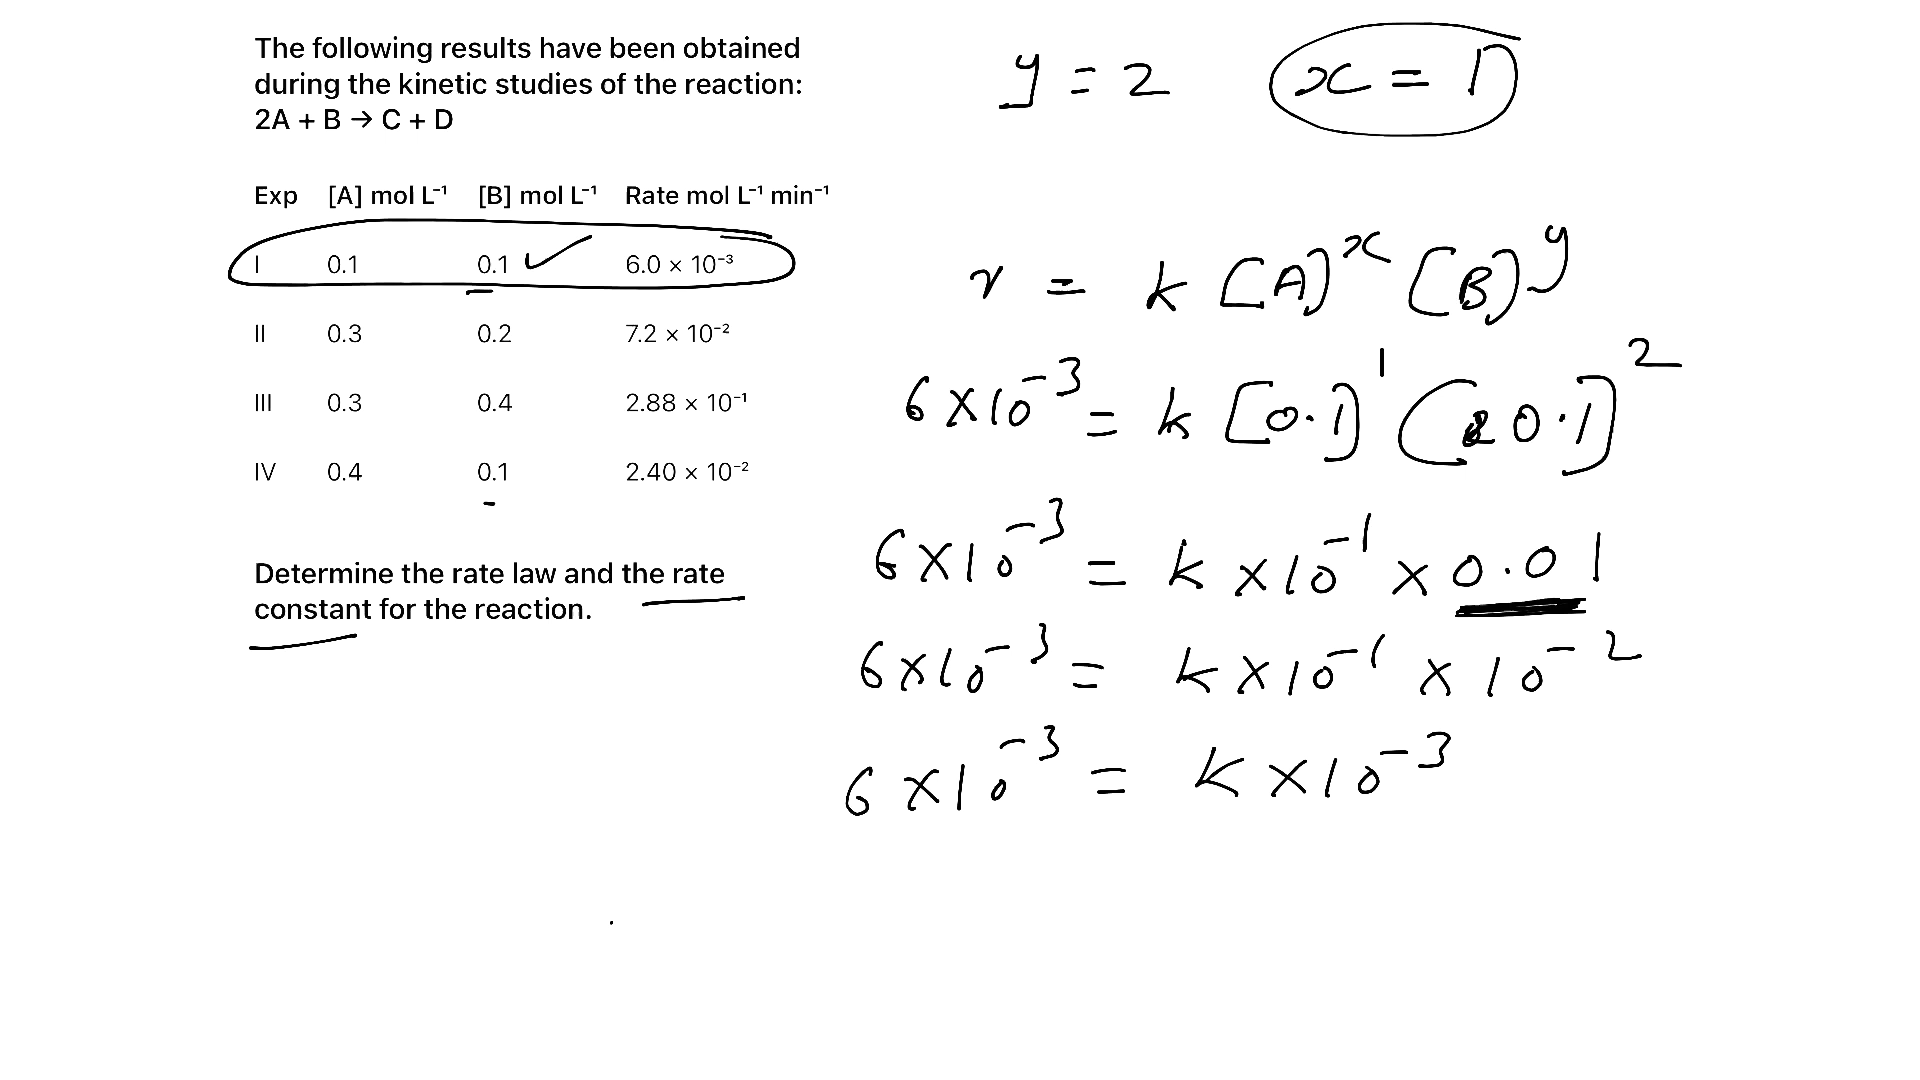 The following results have been obtained
during the kinetic studies of the reaction:
2A + B → C + D
Exp [A] mol L⁻¹ [B] mol L⁻¹ Rate mol L⁻¹ min⁻¹
I 0.1 0.1 ✓ 6.0 × 10⁻³
II 0.3 0.2 7.2 × 10⁻²
III 0.3 0.4 2.88 × 10⁻¹
IV 0.4 0.1 2.40 × 10⁻²
Determine the rate law and the rate
constant for the reaction.
y = 2 x = 1
r = k [A]ˣ [B]ʸ
6 × 10⁻³ = k [0.1]¹ [0.1]²
6 × 10⁻³ = k × 10⁻¹ × 0.01
6 × 10⁻³ = k × 10⁻¹ × 10⁻²
6 × 10⁻³ = k × 10⁻³